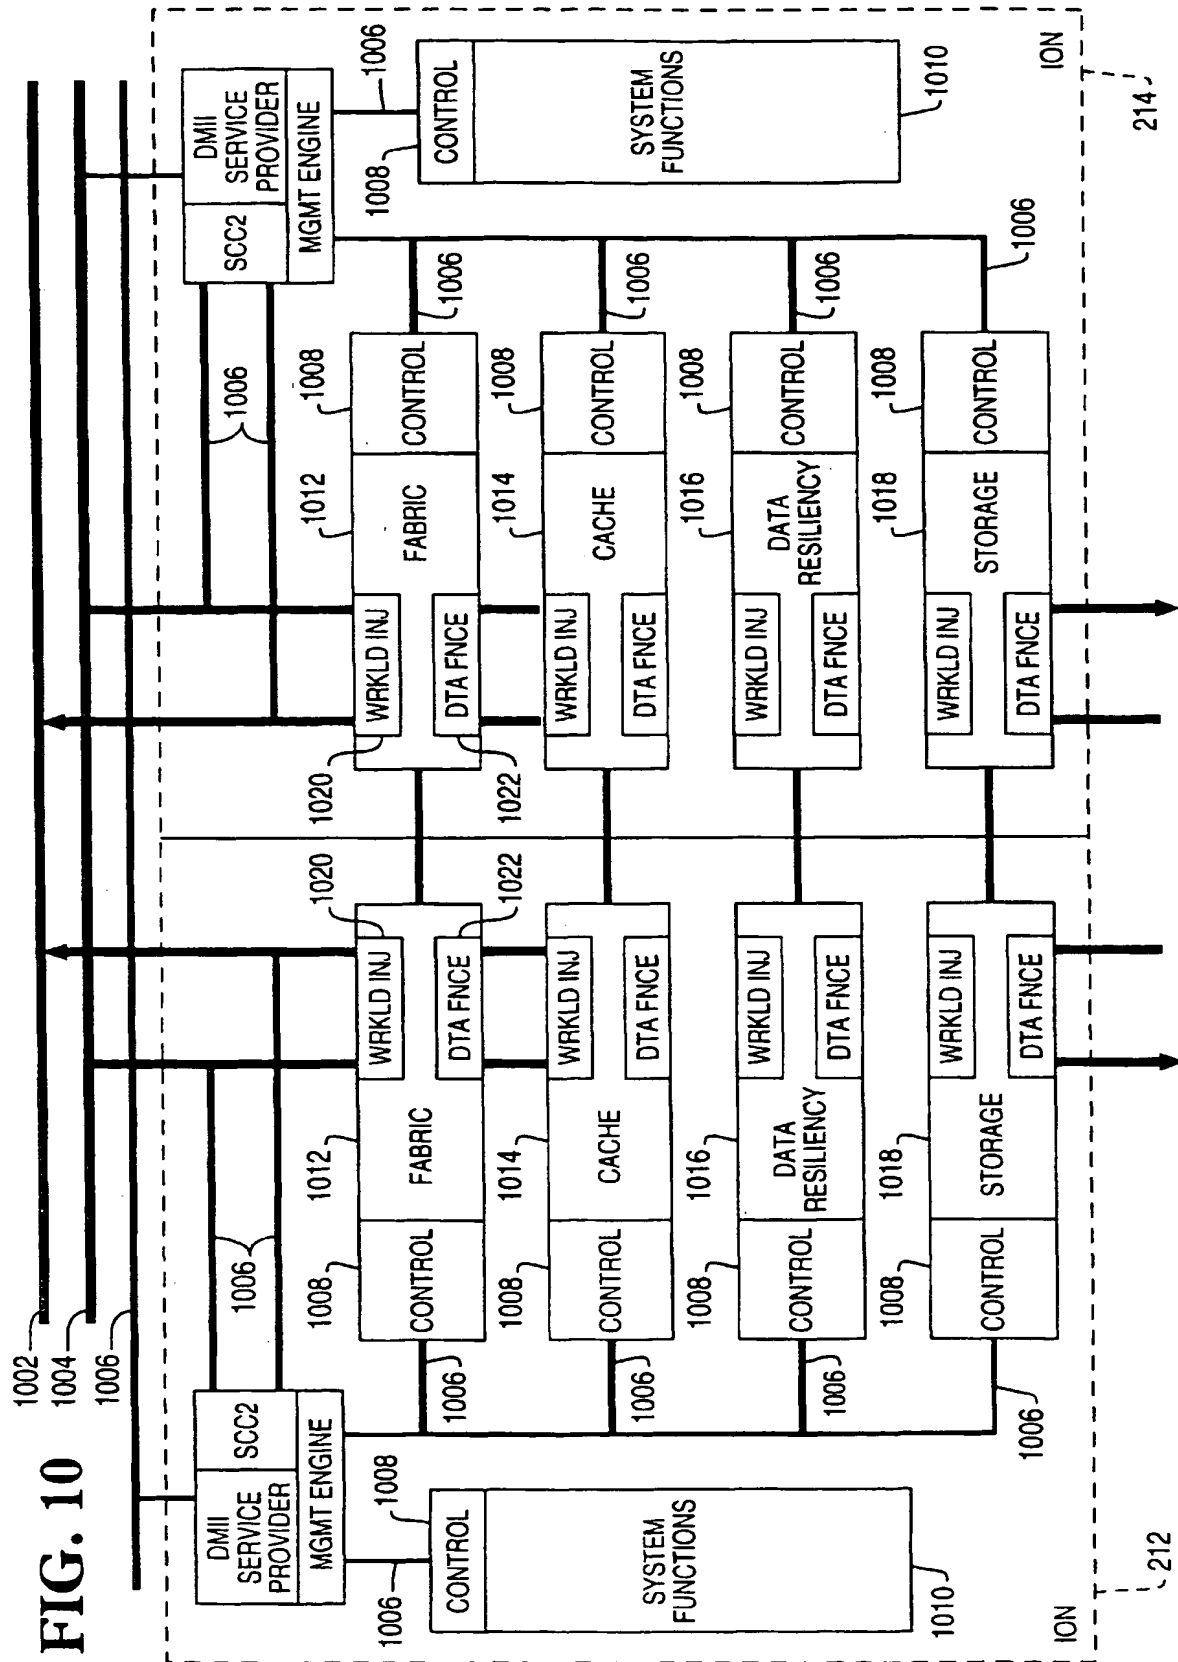 FIG. 10
1002
1004
1006
DMII
SERVICE
PROVIDER
SCC2
MGMT ENGINE
1006
1006
1008
CONTROL
SYSTEM
FUNCTIONS
1010
1008
1012
1020
CONTROL
FABRIC
WRKLD INJ
DTA FNCE
1022
1006
1008
1014
CONTROL
CACHE
WRKLD INJ
DTA FNCE
1006
1008
1016
CONTROL
DATA
RESILIENCY
WRKLD INJ
DTA FNCE
1006
1008
1018
CONTROL
STORAGE
WRKLD INJ
DTA FNCE
1006
ION
212
SCC2
DMII
SERVICE
PROVIDER
MGMT ENGINE
1006
1006
1008
CONTROL
SYSTEM
FUNCTIONS
1010
1020
1012
1008
WRKLD INJ
DTA FNCE
FABRIC
CONTROL
1022
1006
1014
1008
WRKLD INJ
DTA FNCE
CACHE
CONTROL
1006
1016
1008
WRKLD INJ
DTA FNCE
DATA
RESILIENCY
CONTROL
1006
1018
1008
WRKLD INJ
DTA FNCE
STORAGE
CONTROL
1006
ION
214